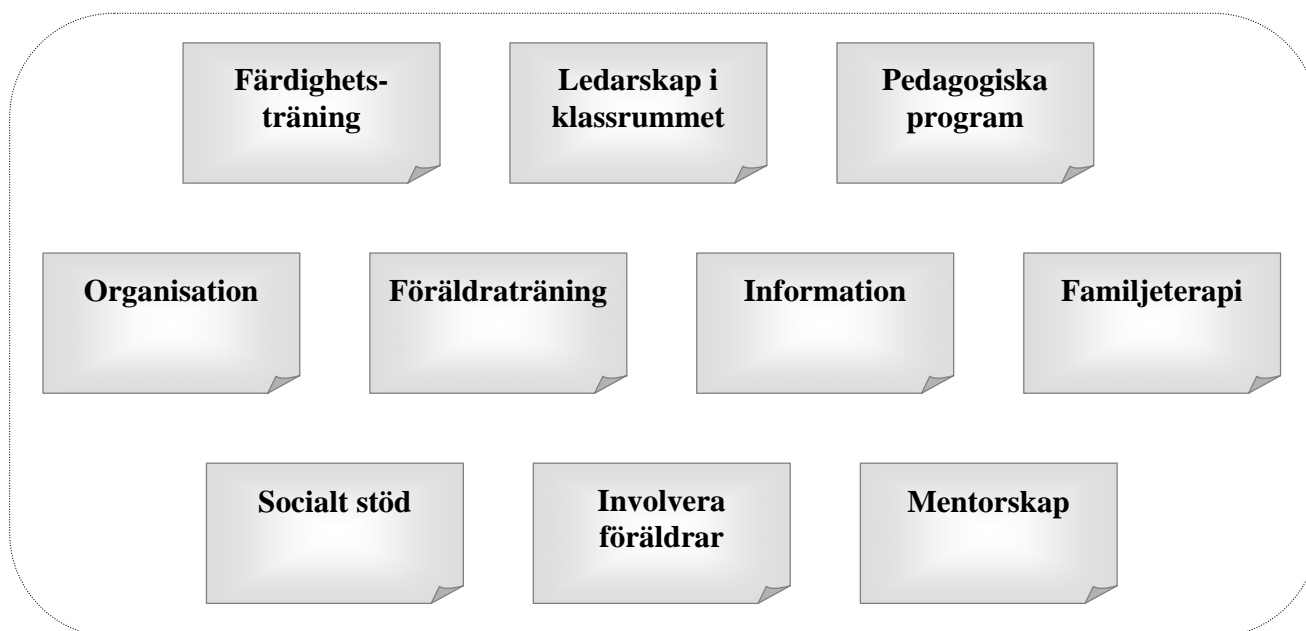 Färdighets-
träning
Ledarskap i
klassrummet
Pedagogiska
program
Organisation
Föräldraträning
Information
Familjeterapi
Socialt stöd
Involvera
föräldrar
Mentorskap